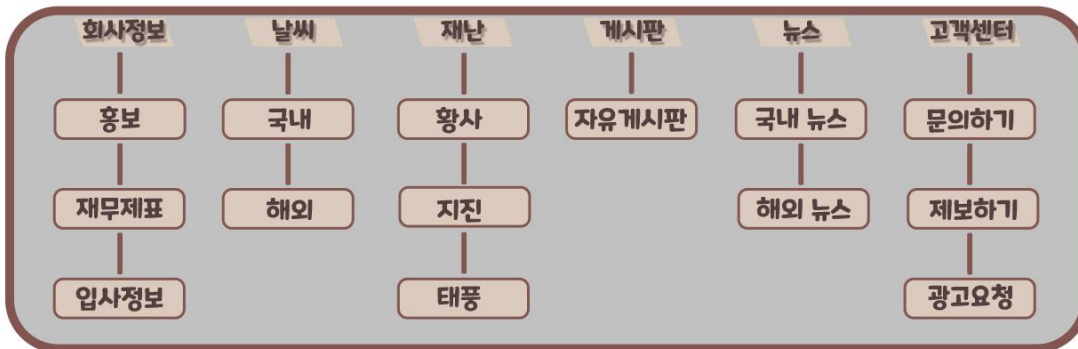 회사정보 날씨 재난 게시판 뉴스 고객센터
홍보 국내 황사 자유게시판 국내 뉴스 문의하기
재무제표 해외 지진 해외 뉴스 제보하기
입사정보 태풍 광고요청